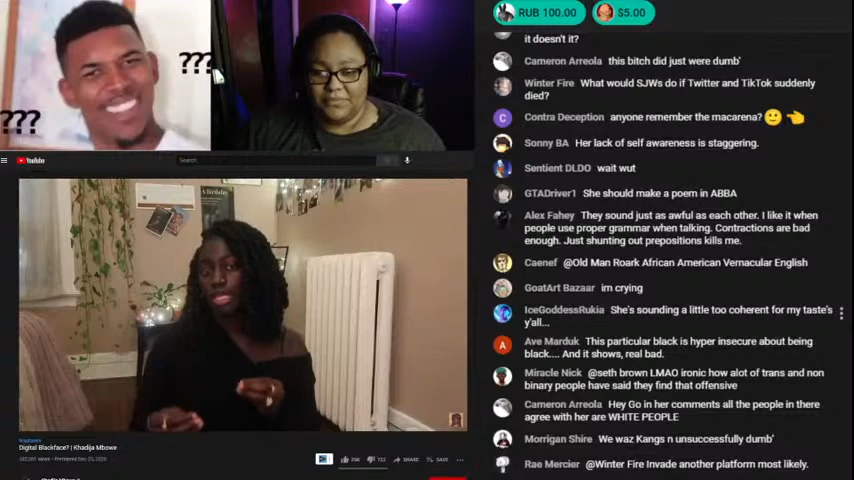 ???
???
YouTube
Search
A Birthday
Digital Blackface? | Khadija Mbowe
SHARE
SAVE
RUB 100.00
$5.00
it doesn't it?
Cameron Arreola this bitch did just were dumb'
Winter Fire What would SJWs do if Twitter and TikTok suddenly
died?
C
Contra Deception anyone remember the macarena?
Sonny BA Her lack of self awareness is staggering.
Sentient DLDO wait wut
GTADriver1 She should make a poem in ABBA
Alex Fahey They sound just as awful as each other. I like it when
people use proper grammar when talking. Contractions are bad
enough. Just shunting out prepositions kills me.
Caenef @Old Man Roark African American Vernacular English
GoatArt Bazaar im crying
IceGoddessRukia She's sounding a little too coherent for my taste's
y'all...
A
Ave Marduk This particular black is hyper insecure about being
black.... And it shows, real bad.
Miracle Nick @seth brown LMAO ironic how alot of trans and non
binary people have said they find that offensive
Cameron Arreola Hey Go in her comments all the people in there
agree with her are WHITE PEOPLE
Morrigan Shire We waz Kangs n unsuccessfully dumb'
Rae Mercier @Winter Fire Invade another platform most likely.